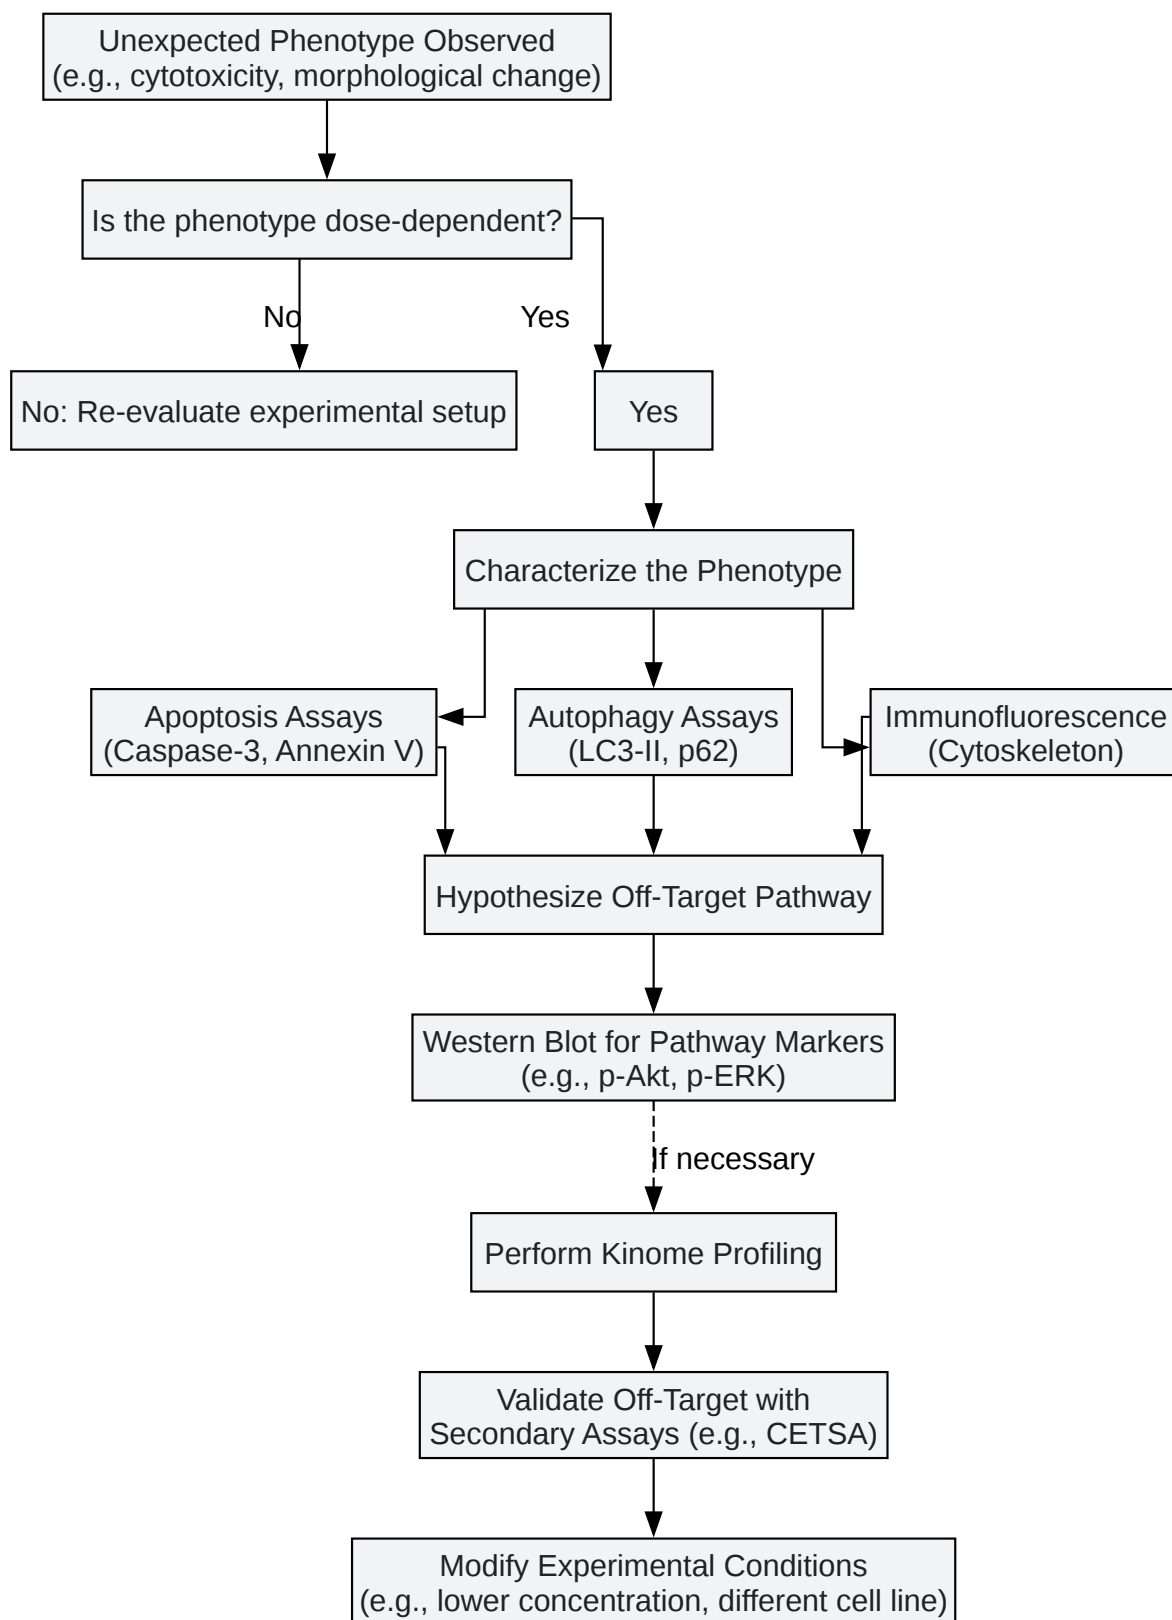 Unexpected Phenotype Observed
(e.g., cytotoxicity, morphological change)
Is the phenotype dose-dependent?
No
Yes
No: Re-evaluate experimental setup
Yes
Characterize the Phenotype
Apoptosis Assays
(Caspase-3, Annexin V)
Autophagy Assays
(LC3-II, p62)
Immunofluorescence
(Cytoskeleton)
Hypothesize Off-Target Pathway
Western Blot for Pathway Markers
(e.g., p-Akt, p-ERK)
If necessary
Perform Kinome Profiling
Validate Off-Target with
Secondary Assays (e.g., CETSA)
Modify Experimental Conditions
(e.g., lower concentration, different cell line)